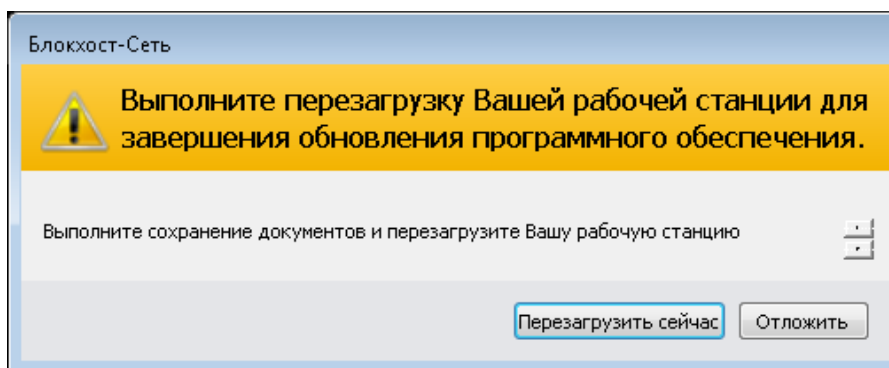 Блокхост-Сеть
Выполните перезагрузку Вашей рабочей станции для
завершения обновления программного обеспечения.
Выполните сохранение документов и перезагрузите Вашу рабочую станцию
Перезагрузить сейчас
Отложить